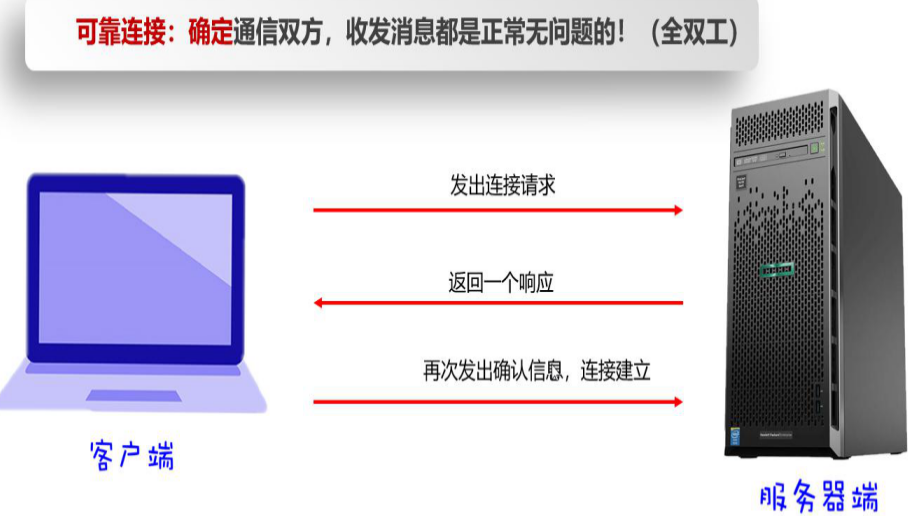 可靠连接：确定通信双方，收发消息都是正常无问题的！（全双工）
发出连接请求
返回一个响应
再次发出确认信息，连接建立
客户端
服务器端